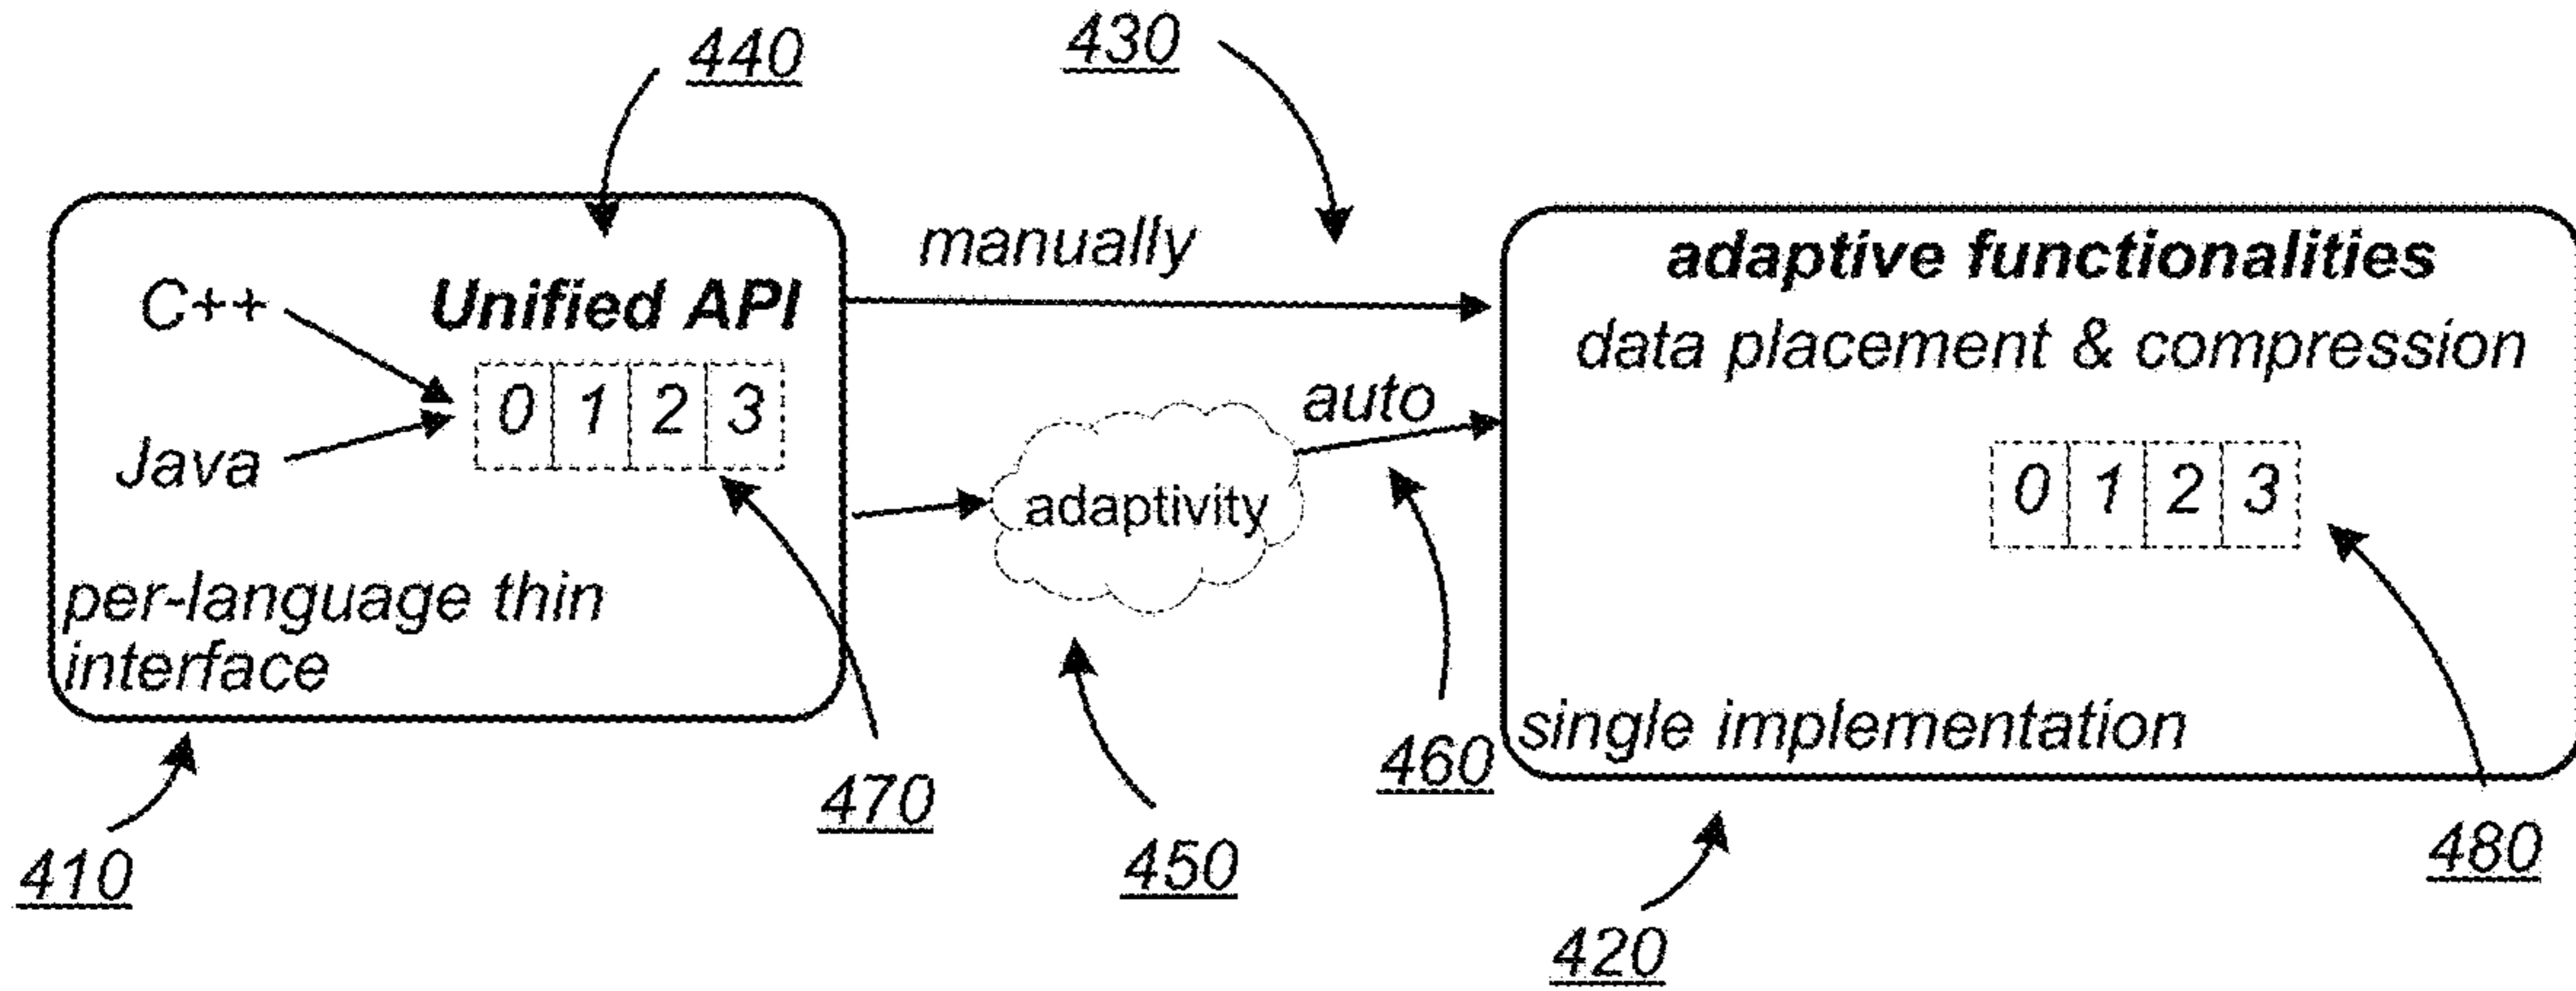 440
430
manually
adaptive functionalities
C++
Unified API
data placement & compression
0 1 2 3
auto
Java
adaptivity
0 1 2 3
per-language thin
interface
single implementation
460
470
410
450
480
420